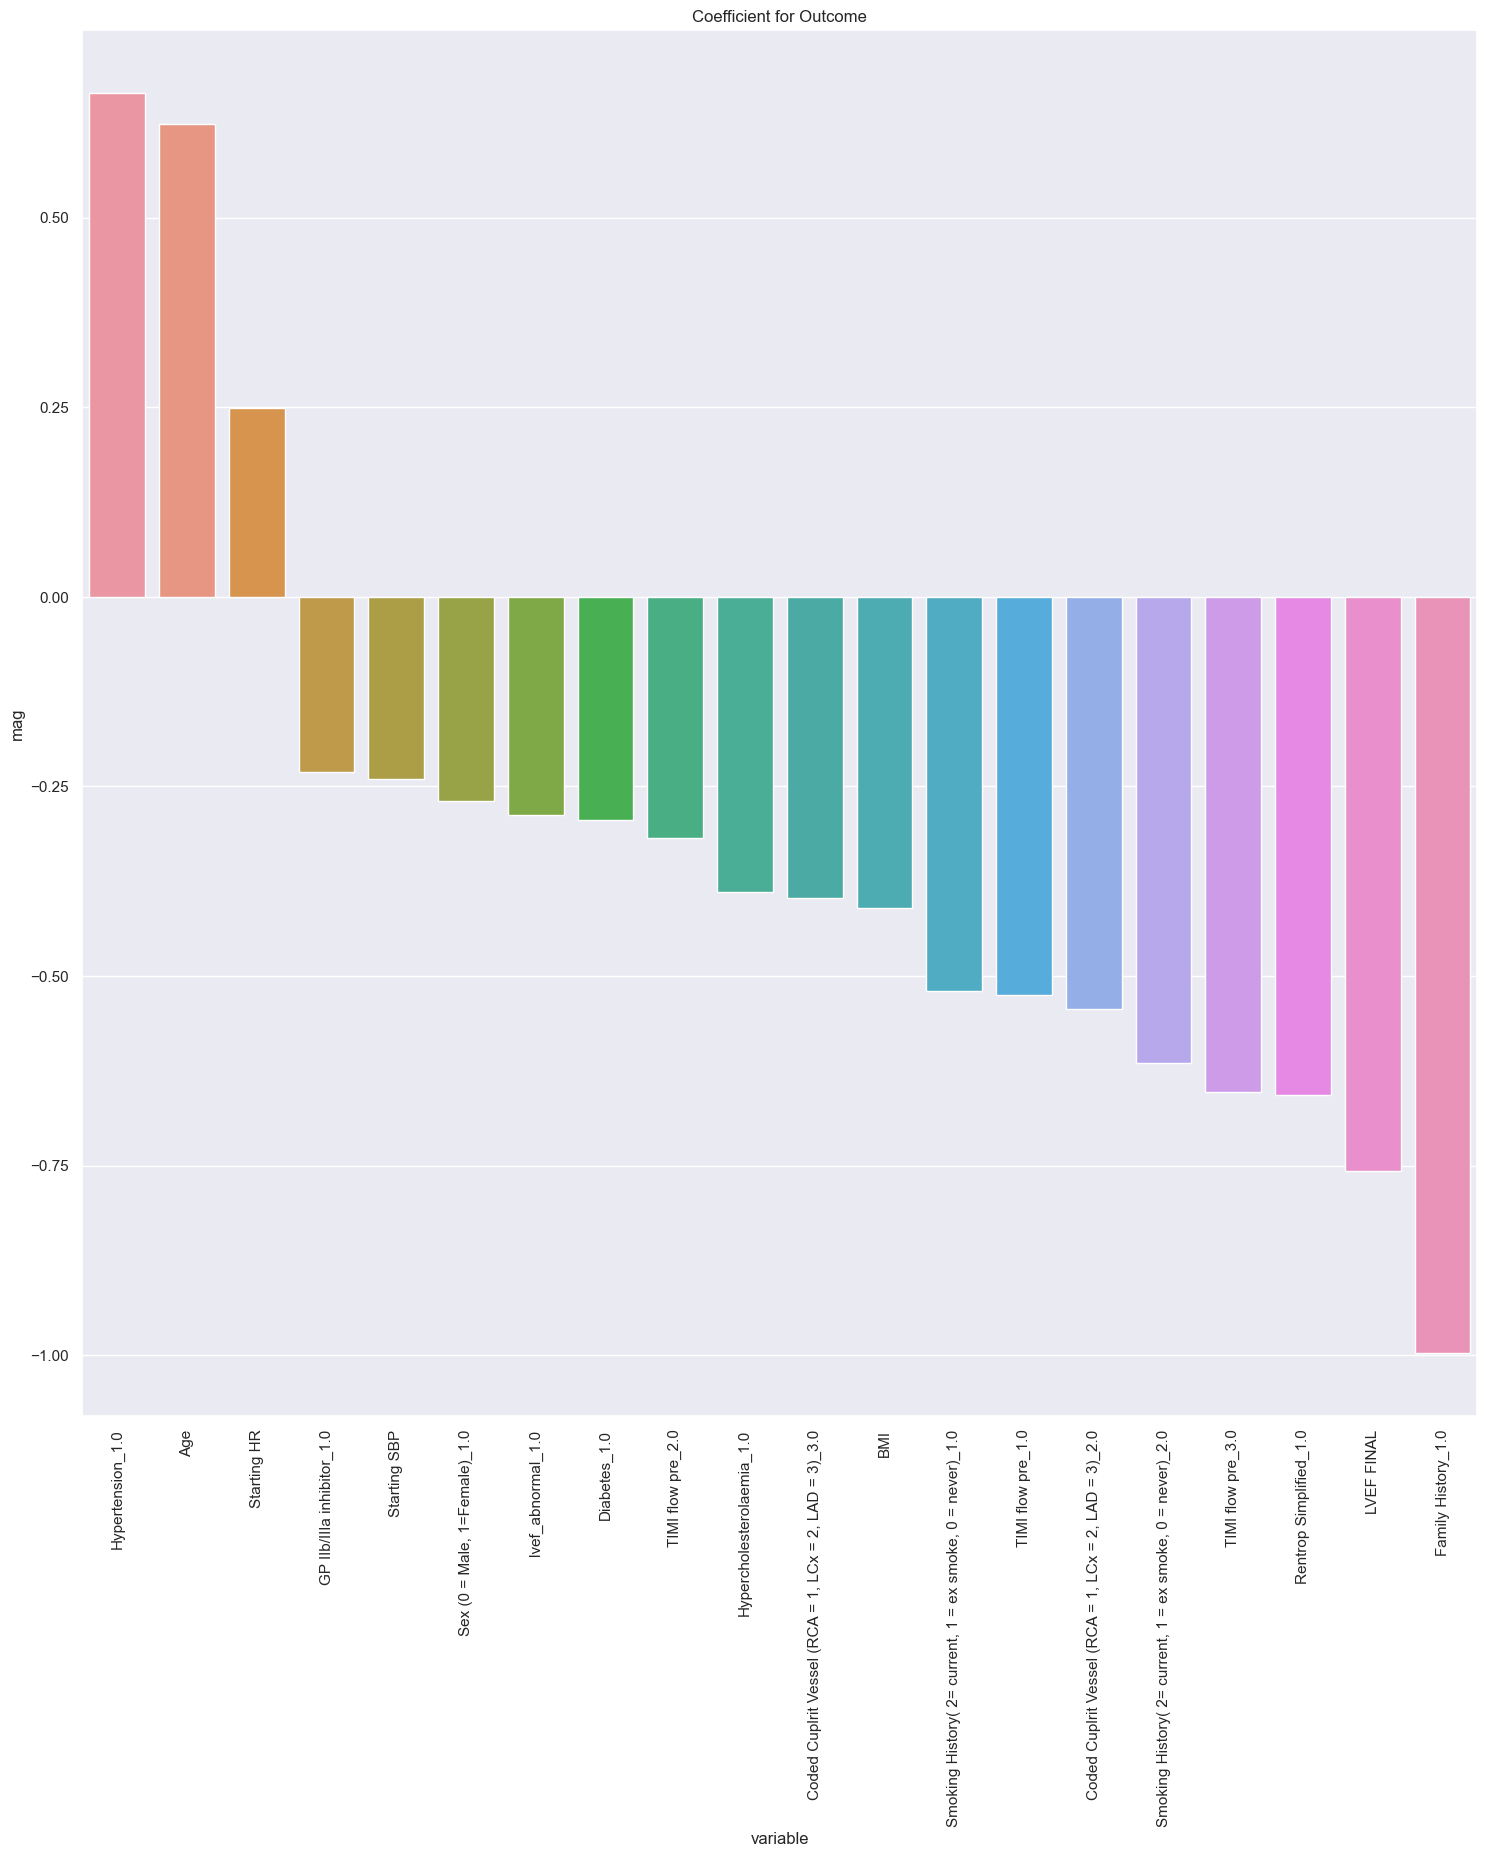 Coefficient for Outcome
0.50
0.25
0.00
−0.25
−0.50
−0.75
−1.00
mag
Hypertension_1.0
Age
Starting HR
GP IIb/IIIa inhibitor_1.0
Starting SBP
Sex (0 = Male, 1=Female)_1.0
lvef_abnormal_1.0
Diabetes_1.0
TIMI flow pre_2.0
Hypercholesterolaemia_1.0
Coded Cuplrit Vessel (RCA = 1, LCx = 2, LAD = 3)_3.0
BMI
Smoking History( 2= current, 1 = ex smoke, 0 = never)_1.0
TIMI flow pre_1.0
Coded Cuplrit Vessel (RCA = 1, LCx = 2, LAD = 3)_2.0
Smoking History( 2= current, 1 = ex smoke, 0 = never)_2.0
TIMI flow pre_3.0
Rentrop Simplified_1.0
LVEF FINAL
Family History_1.0
variable